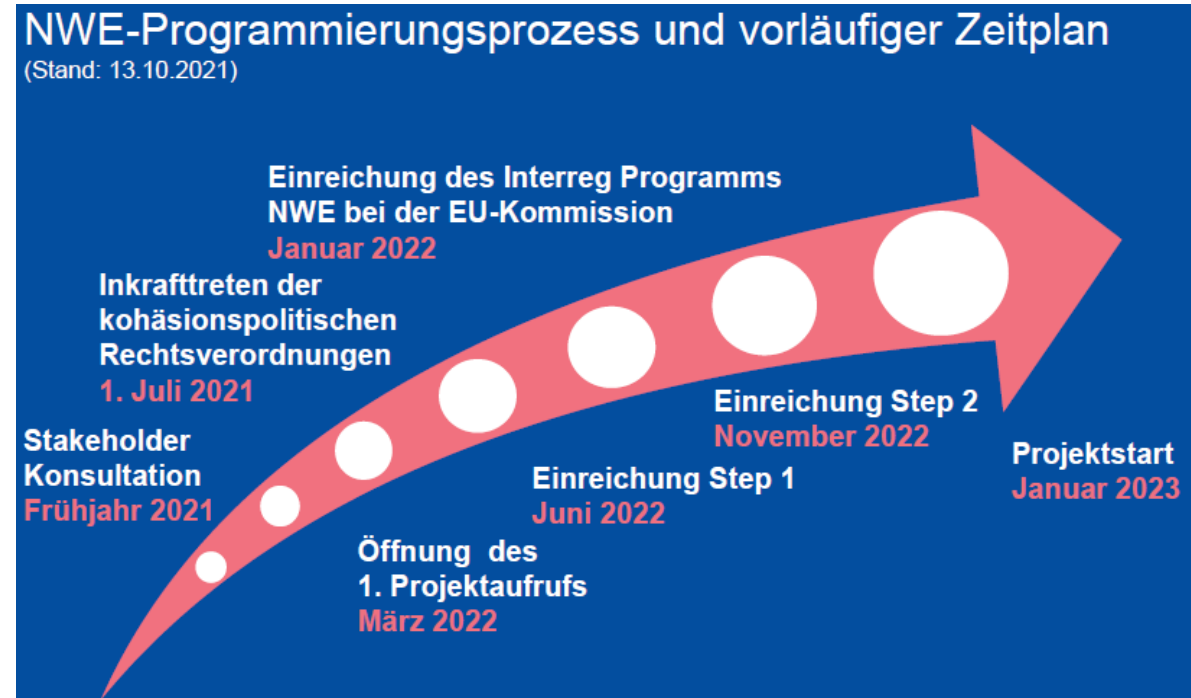 NWE-Programmierungsprozess und vorläufiger Zeitplan
(Stand: 13.10.2021)
Einreichung des Interreg Programms
NWE bei der EU-Kommission
Januar 2022
Inkrafttreten der
kohäsionspolitischen
Rechtsverordnungen
1. Juli 2021
Stakeholder
Konsultation
Frühjahr 2021
Öffnung des
1. Projektaufrufs
März 2022
Einreichung Step 1
Juni 2022
Einreichung Step 2
November 2022
Projektstart
Januar 2023